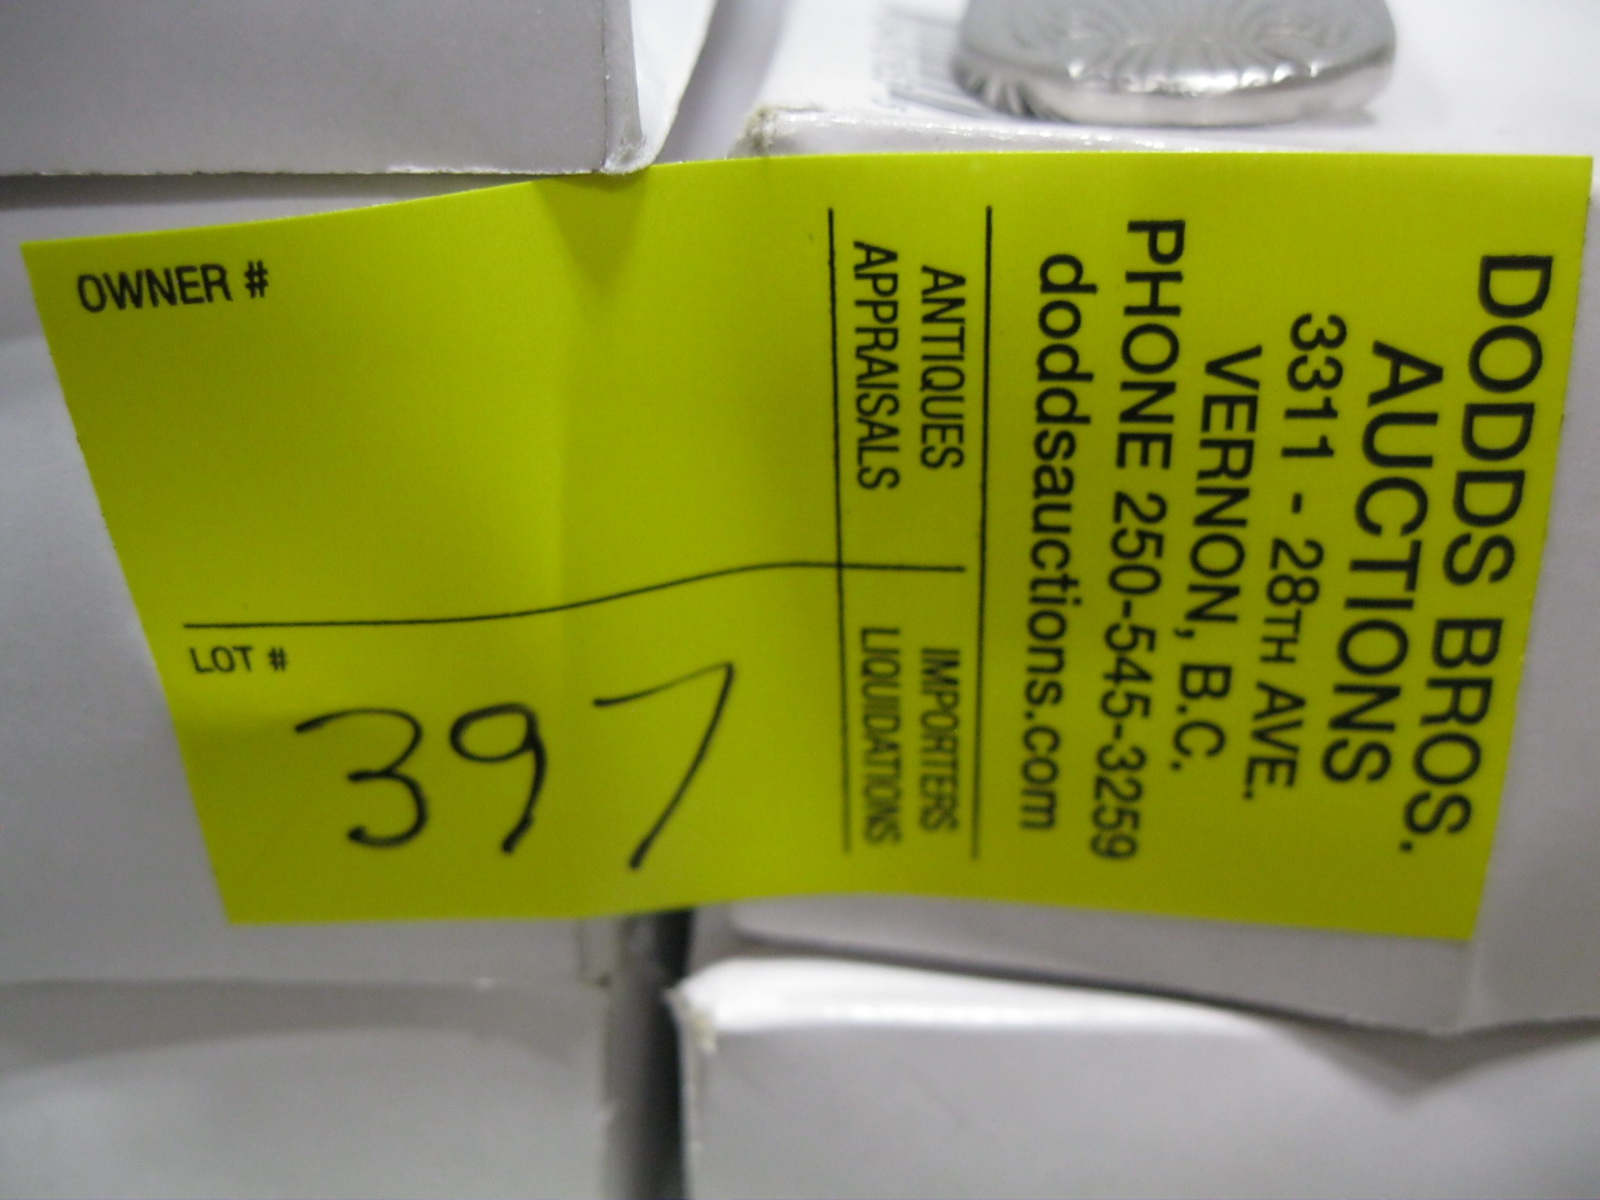 DODDS BROS.
AUCTIONS
3311 - 28TH AVE.
VERNON, B.C.
PHONE 250-545-3259
doddsauctions.com
ANTIQUES IMPORTERS
APPRAISALS LIQUIDATIONS
OWNER #
LOT #
397